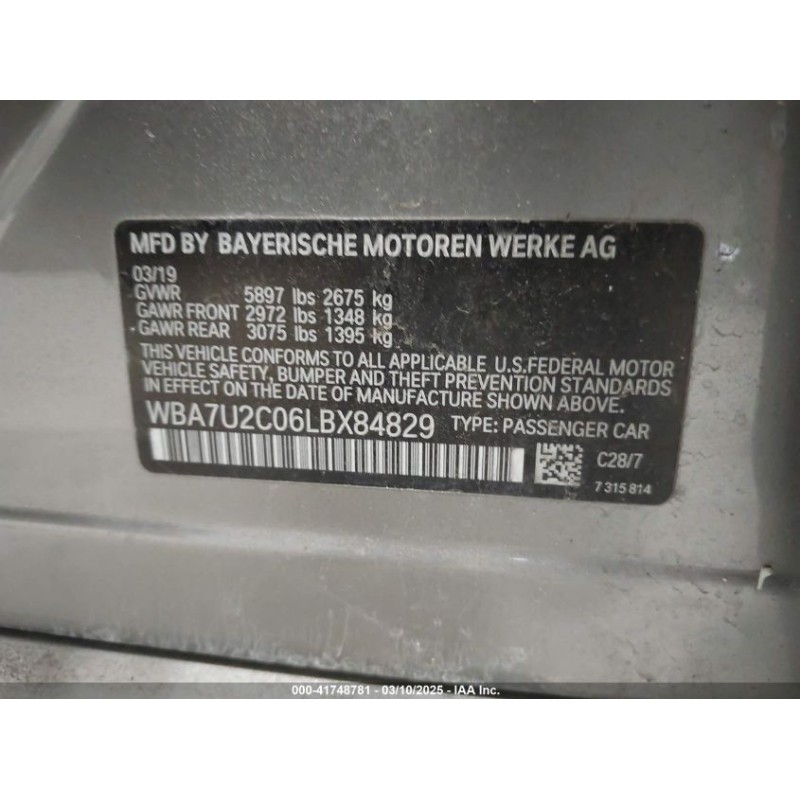 MFD BY BAYERISCHE MOTOREN WERKE AG
03/19
GVWR 5897 lbs 2675 kg
GAWR FRONT 2972 lbs 1348 kg
GAWR REAR 3075 lbs 1395 kg
THIS VEHICLE CONFORMS TO ALL APPLICABLE U.S.FEDERAL MOTOR
VEHICLE SAFETY, BUMPER AND THEFT PREVENTION STANDARDS
IN EFFECT ON THE DATE OF MANUFACTURE SHOWN ABOVE.
WBA7U2C06LBX84829 TYPE: PASSENGER CAR
C28/7
7 315 814
000-41748781 - 03/10/2025 - IAA Inc.